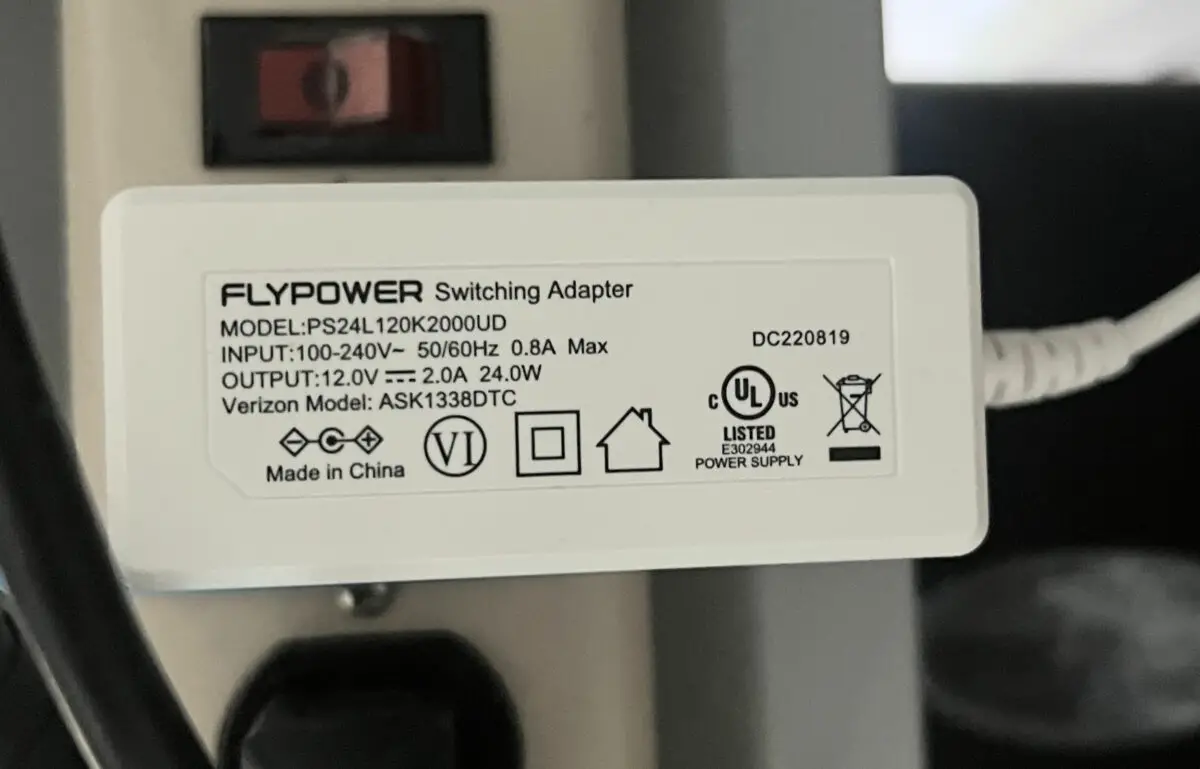 FLYPOWER Switching Adapter
MODEL:PS24L120K2000UD
INPUT:100-240V~ 50/60Hz 0.8A Max
OUTPUT:12.0V⎓2.0A 24.0W
Verizon Model: ASK1338DTC
Made in China
VI
DC220819
C UL US
LISTED
E302944
POWER SUPPLY